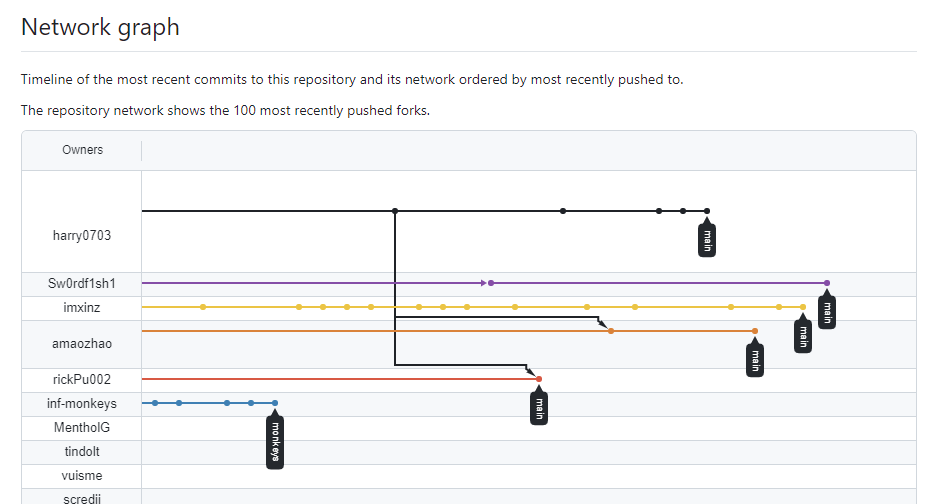 Network graph
Timeline of the most recent commits to this repository and its network ordered by most recently pushed to.
The repository network shows the 100 most recently pushed forks.
Owners
harry0703
main
Sw0rdf1sh1
main
imxinz
main
amaozhao
main
rickPu002
main
inf-monkeys
monkeys
MentholG
tindolt
vuisme
scredii